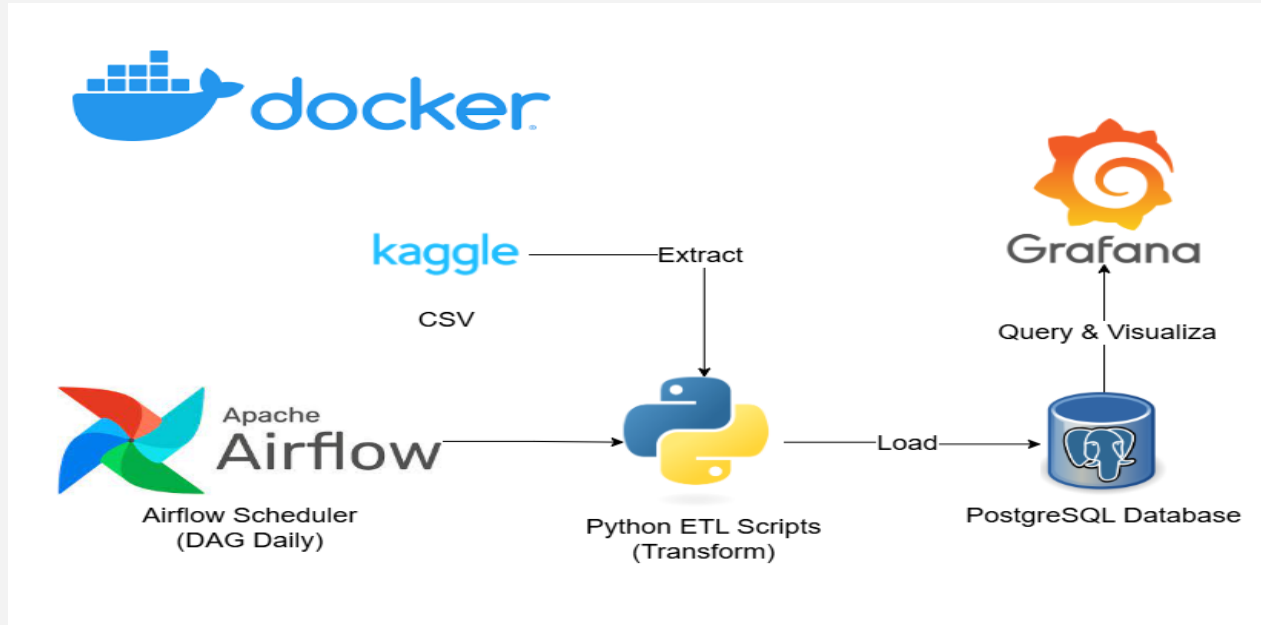 docker
kaggle
Extract
CSV
Grafana
Query & Visualiza
Apache
Airflow
Airflow Scheduler
(DAG Daily)
Python ETL Scripts
(Transform)
Load
PostgreSQL Database